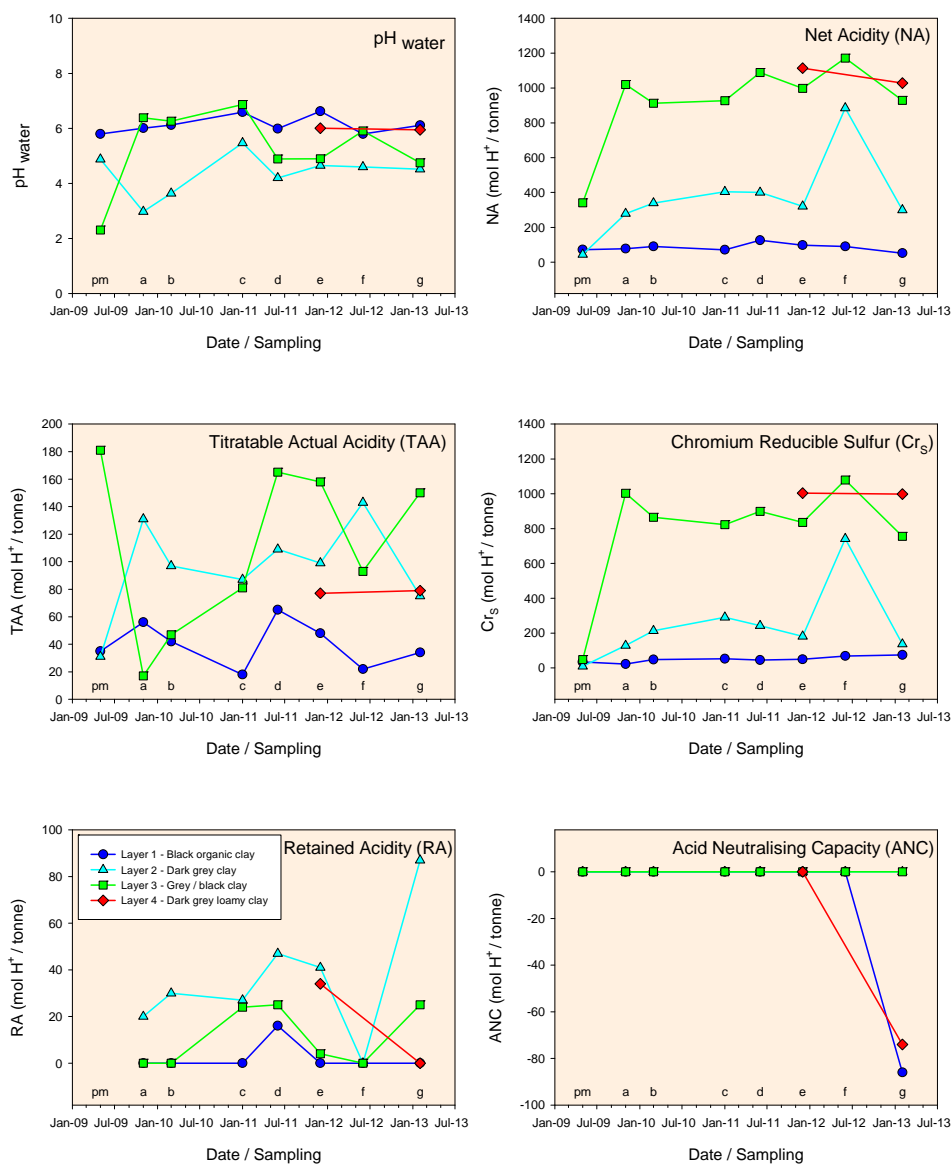 pH water
10
8
6
4
2
0
pH water
pm a b c d e f g
Jan-09 Jul-09 Jan-10 Jul-10 Jan-11 Jul-11 Jan-12 Jul-12 Jan-13 Jul-13
Date / Sampling
Net Acidity (NA)
1400
1200
1000
800
600
400
200
0
NA (mol H+ / tonne)
pm a b c d e f g
Jan-09 Jul-09 Jan-10 Jul-10 Jan-11 Jul-11 Jan-12 Jul-12 Jan-13 Jul-13
Date / Sampling
Titratable Actual Acidity (TAA)
200
180
160
140
120
100
80
60
40
20
0
TAA (mol H+ / tonne)
pm a b c d e f g
Jan-09 Jul-09 Jan-10 Jul-10 Jan-11 Jul-11 Jan-12 Jul-12 Jan-13 Jul-13
Date / Sampling
Chromium Reducible Sulfur (CrS)
1400
1200
1000
800
600
400
200
0
CrS (mol H+ / tonne)
pm a b c d e f g
Jan-09 Jul-09 Jan-10 Jul-10 Jan-11 Jul-11 Jan-12 Jul-12 Jan-13 Jul-13
Date / Sampling
Retained Acidity (RA)
Layer 1 - Black organic clay
Layer 2 - Dark grey clay
Layer 3 - Grey / black clay
Layer 4 - Dark grey loamy clay
100
80
60
40
20
0
RA (mol H+ / tonne)
pm a b c d e f g
Jan-09 Jul-09 Jan-10 Jul-10 Jan-11 Jul-11 Jan-12 Jul-12 Jan-13 Jul-13
Date / Sampling
Acid Neutralising Capacity (ANC)
0
-20
-40
-60
-80
-100
ANC (mol H+ / tonne)
pm a b c d e f g
Jan-09 Jul-09 Jan-10 Jul-10 Jan-11 Jul-11 Jan-12 Jul-12 Jan-13 Jul-13
Date / Sampling